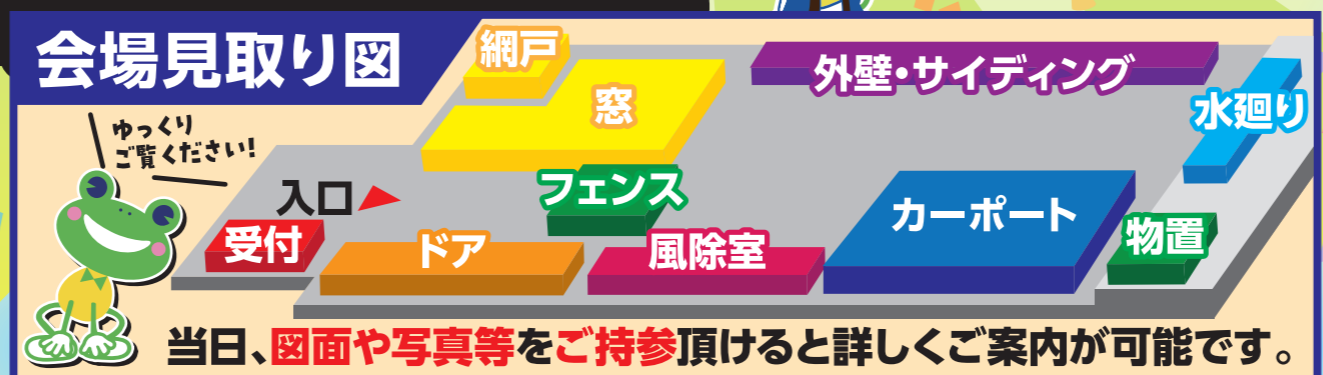 会場見取り図
網戸
窓
外壁・サイディング
水廻り
ゆっくり
ご覧ください!
入口
受付
フェンス
カーポート
ドア
風除室
物置
当日、図面や写真等をご持参頂けると詳しくご案内が可能です。